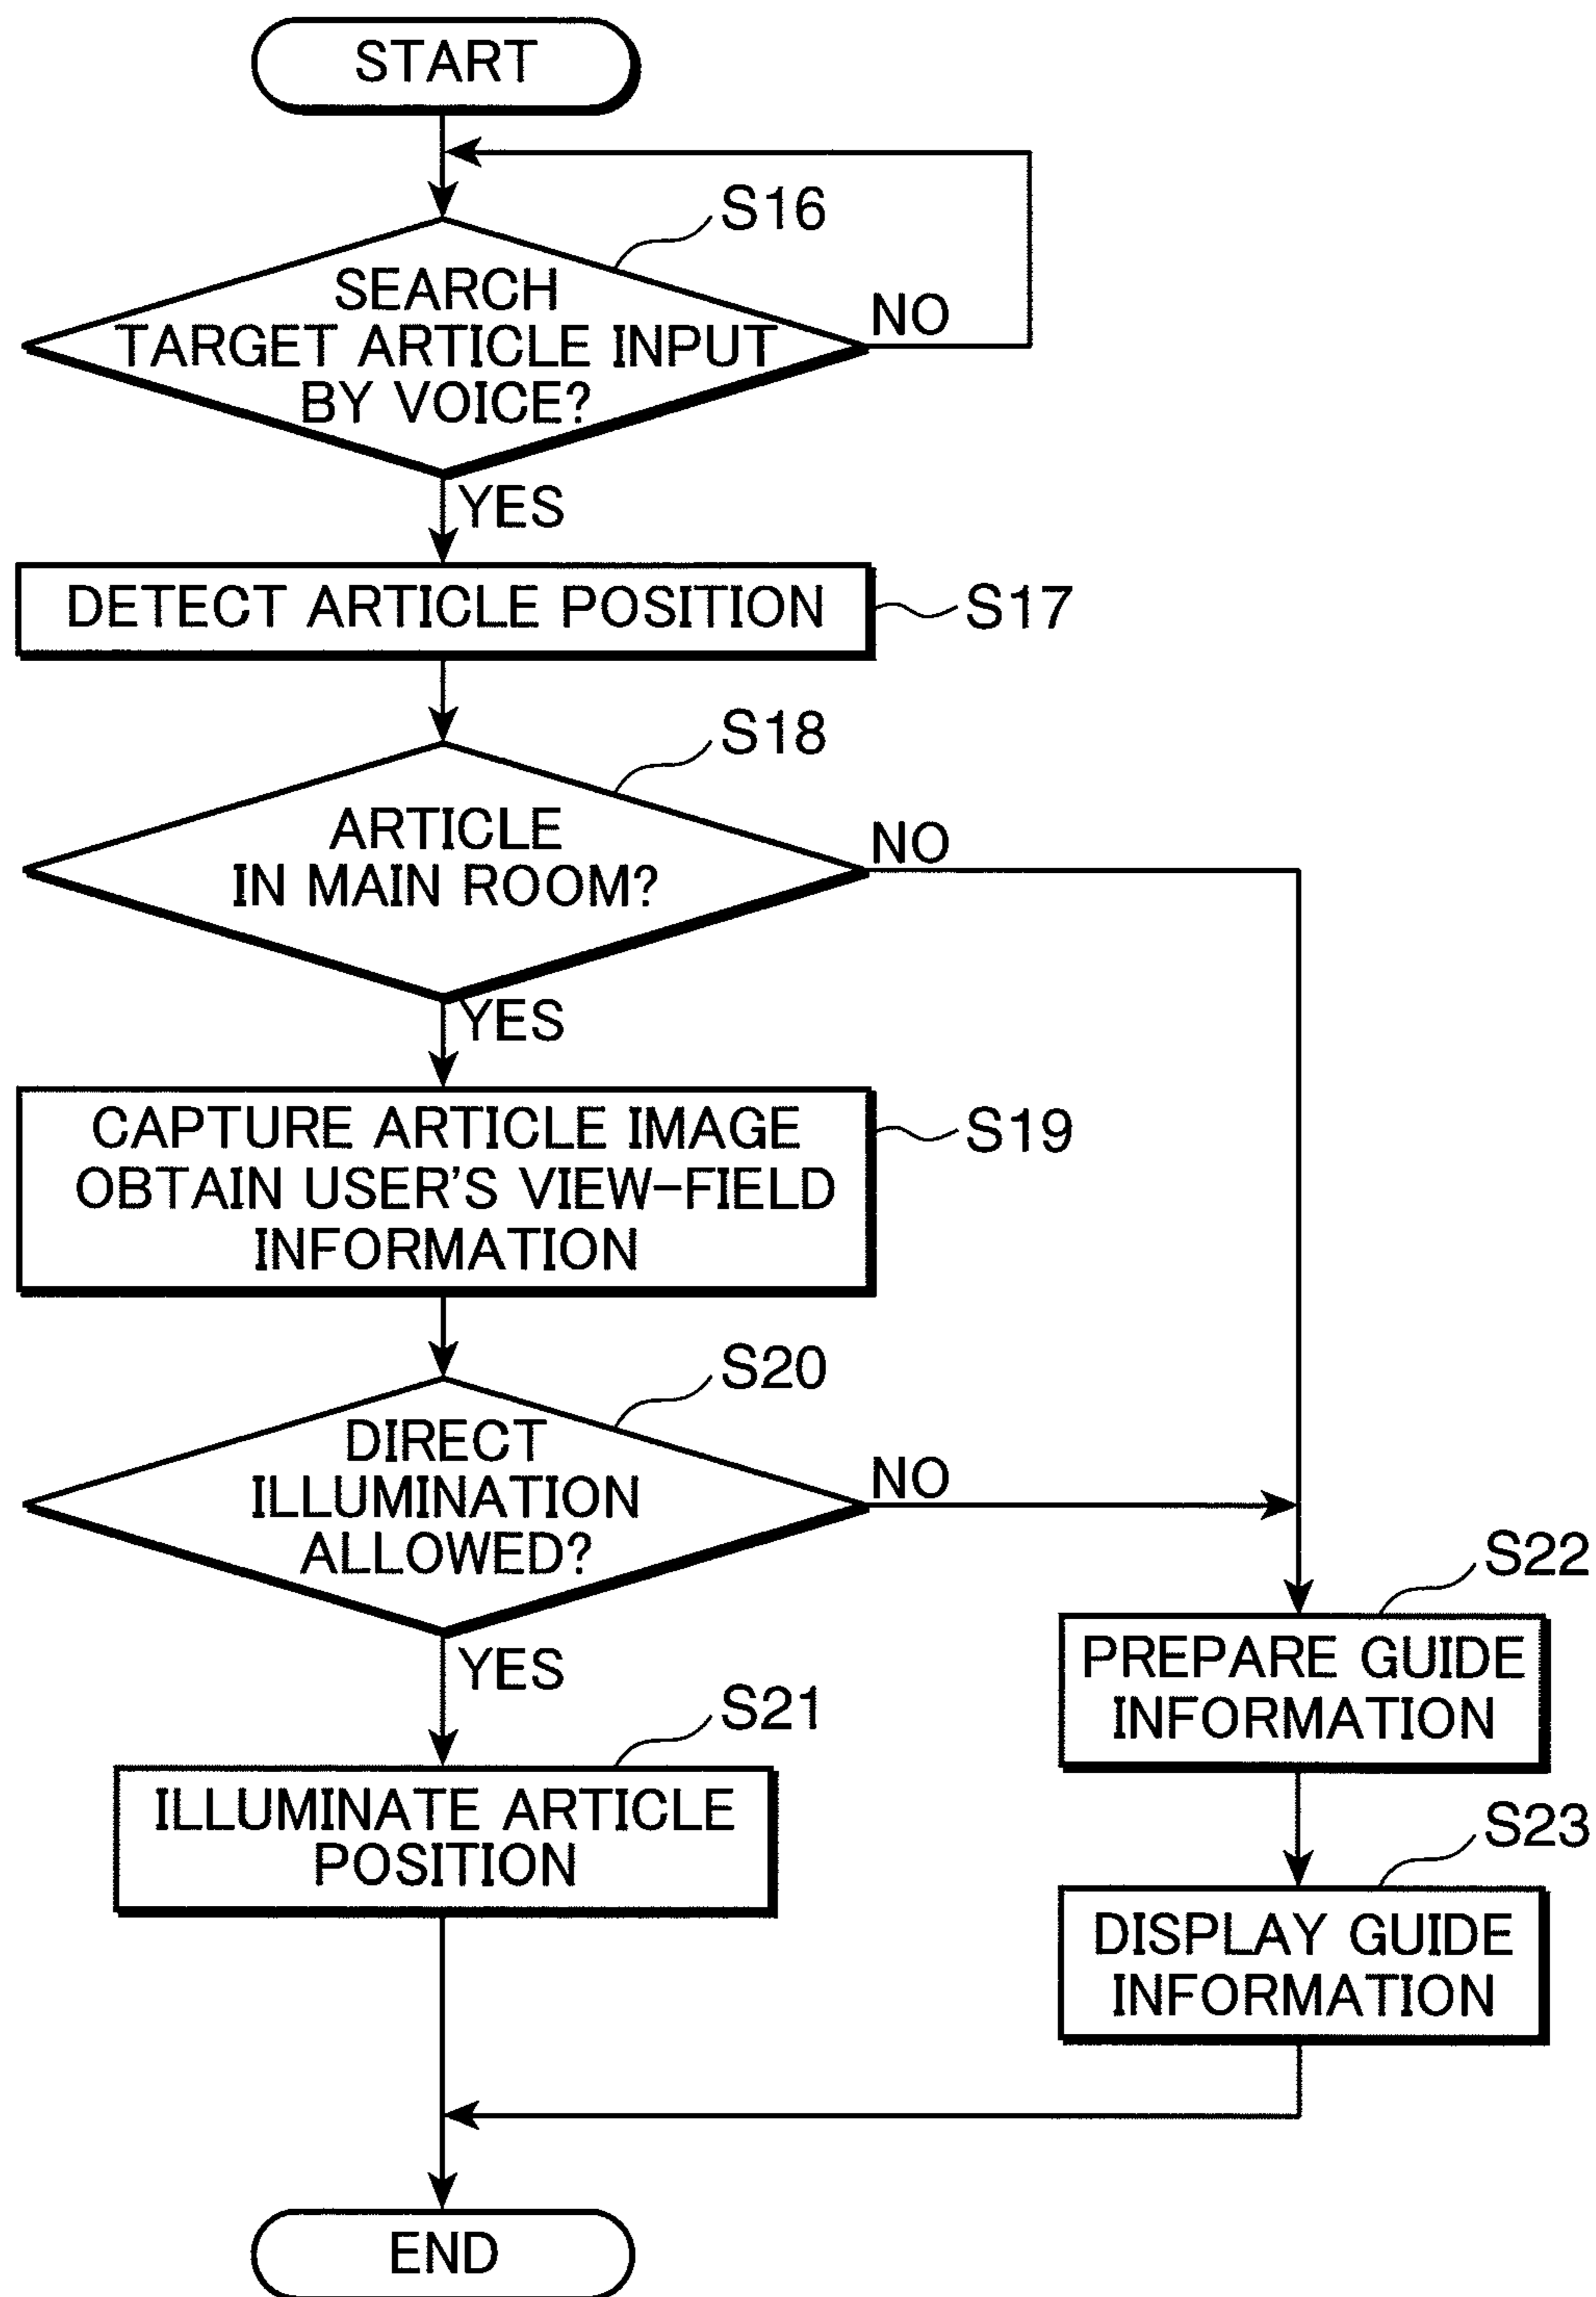 START
S16
SEARCH
TARGET ARTICLE INPUT
BY VOICE?
NO
YES
DETECT ARTICLE POSITION
S17
S18
ARTICLE
IN MAIN ROOM?
NO
YES
CAPTURE ARTICLE IMAGE
OBTAIN USER'S VIEW-FIELD
INFORMATION
S19
S20
DIRECT
ILLUMINATION
ALLOWED?
NO
YES
S21
ILLUMINATE ARTICLE
POSITION
S22
PREPARE GUIDE
INFORMATION
S23
DISPLAY GUIDE
INFORMATION
END